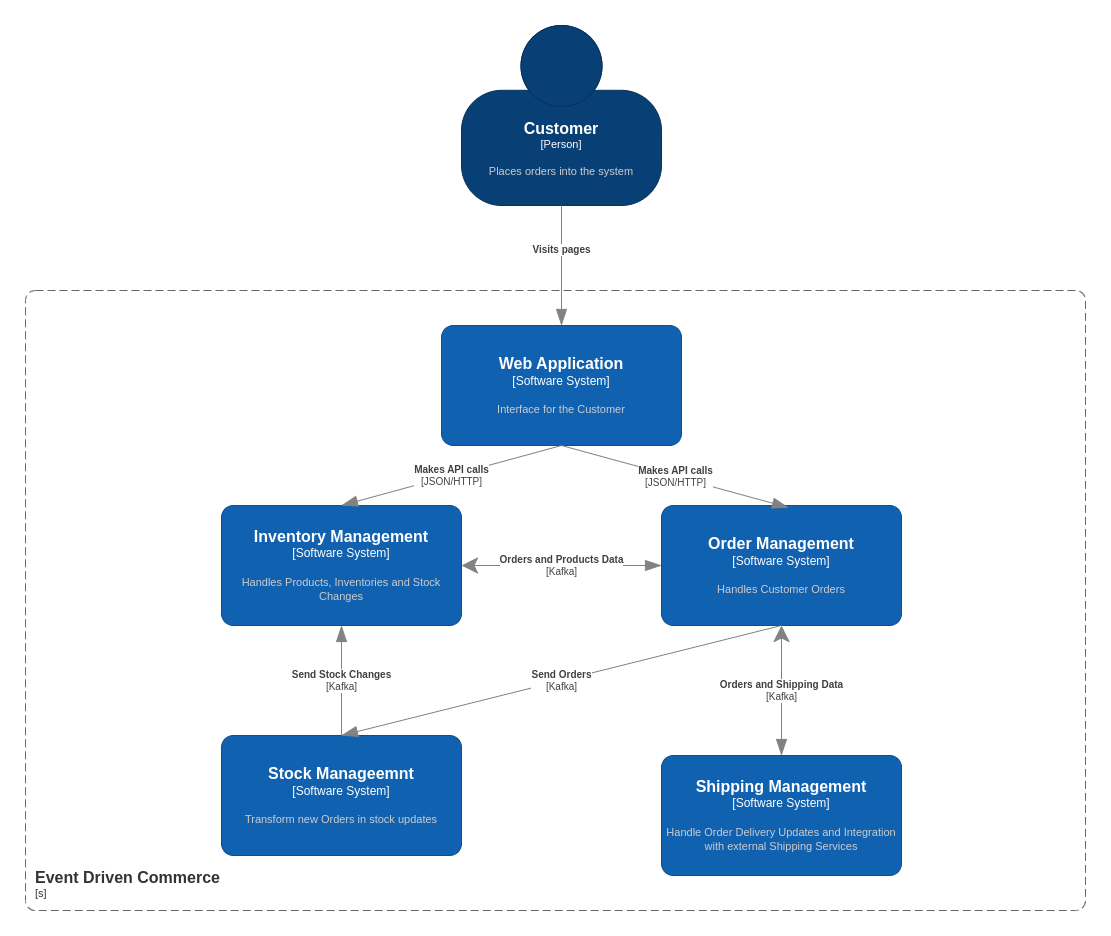 Customer
[Person]
Places orders into the system
Visits pages
Web Application
[Software System]
Interface for the Customer
Makes API calls
[JSON/HTTP]
Makes API calls
[JSON/HTTP]
Inventory Management
[Software System]
Handles Products, Inventories and Stock
Changes
Orders and Products Data
[Kafka]
Order Management
[Software System]
Handles Customer Orders
Send Stock Changes
[Kafka]
Send Orders
[Kafka]
Orders and Shipping Data
[Kafka]
Stock Manageemnt
[Software System]
Transform new Orders in stock updates
Shipping Management
[Software System]
Handle Order Delivery Updates and Integration
with external Shipping Services
Event Driven Commerce
[s]